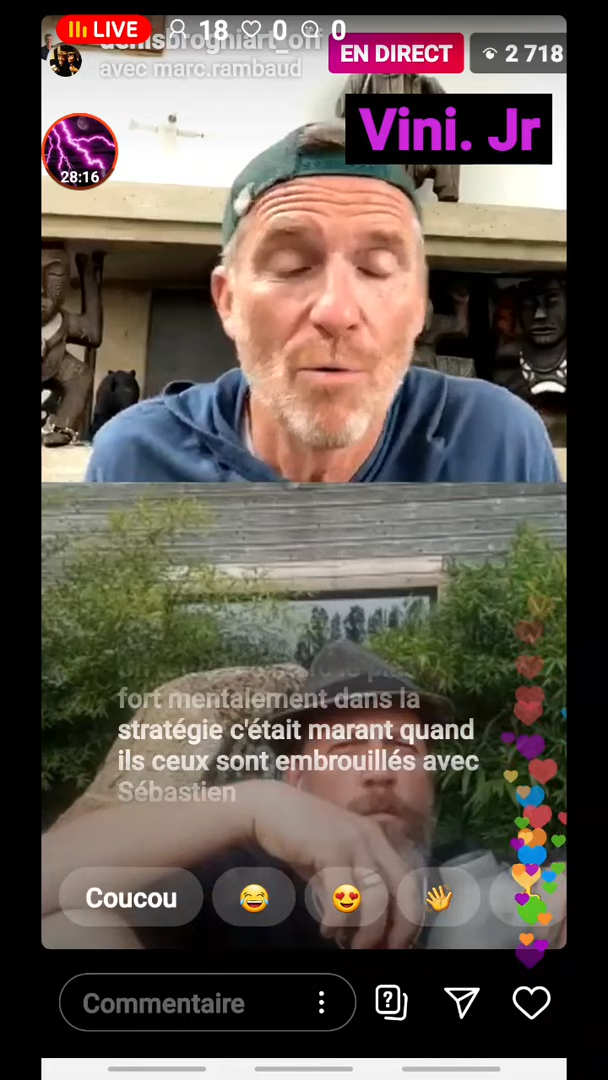 LIVE 18 0 0
denisbrogniart_off
avec marc.rambaud
EN DIRECT
2 718
Vini. Jr
28:16
fort mentalement dans la
stratégie c'était marant quand
ils ceux sont embrouillés avec
Sébastien
Coucou
Commentaire